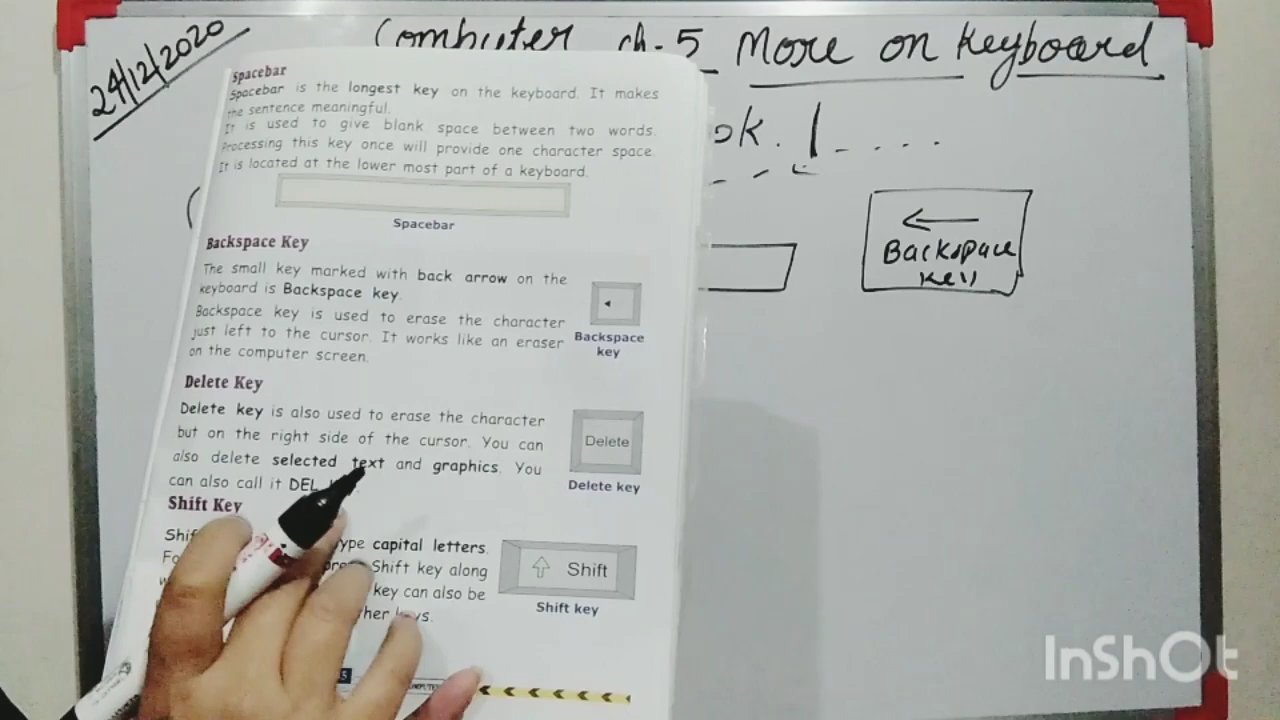 24/12/2020
Computer ch-5 More on Keyboard
ok. | - . . . .
Backspace
Key
Spacebar
Spacebar is the longest key on the keyboard. It makes
the sentence meaningful.
It is used to give blank space between two words.
Processing this key once will provide one character space.
It is located at the lower most part of a keyboard.
Spacebar
Backspace Key
The small key marked with back arrow on the
keyboard is Backspace key.
Backspace key is used to erase the character
just left to the cursor. It works like an eraser
on the computer screen.
Backspace
key
Delete Key
Delete key is also used to erase the character
but on the right side of the cursor. You can
also delete selected text and graphics. You
can also call it DEL
Delete
Delete key
Shift Key
Shif ype capital letters.
Fo Shift key along
key can also be
Shift
Shift key
InShOt